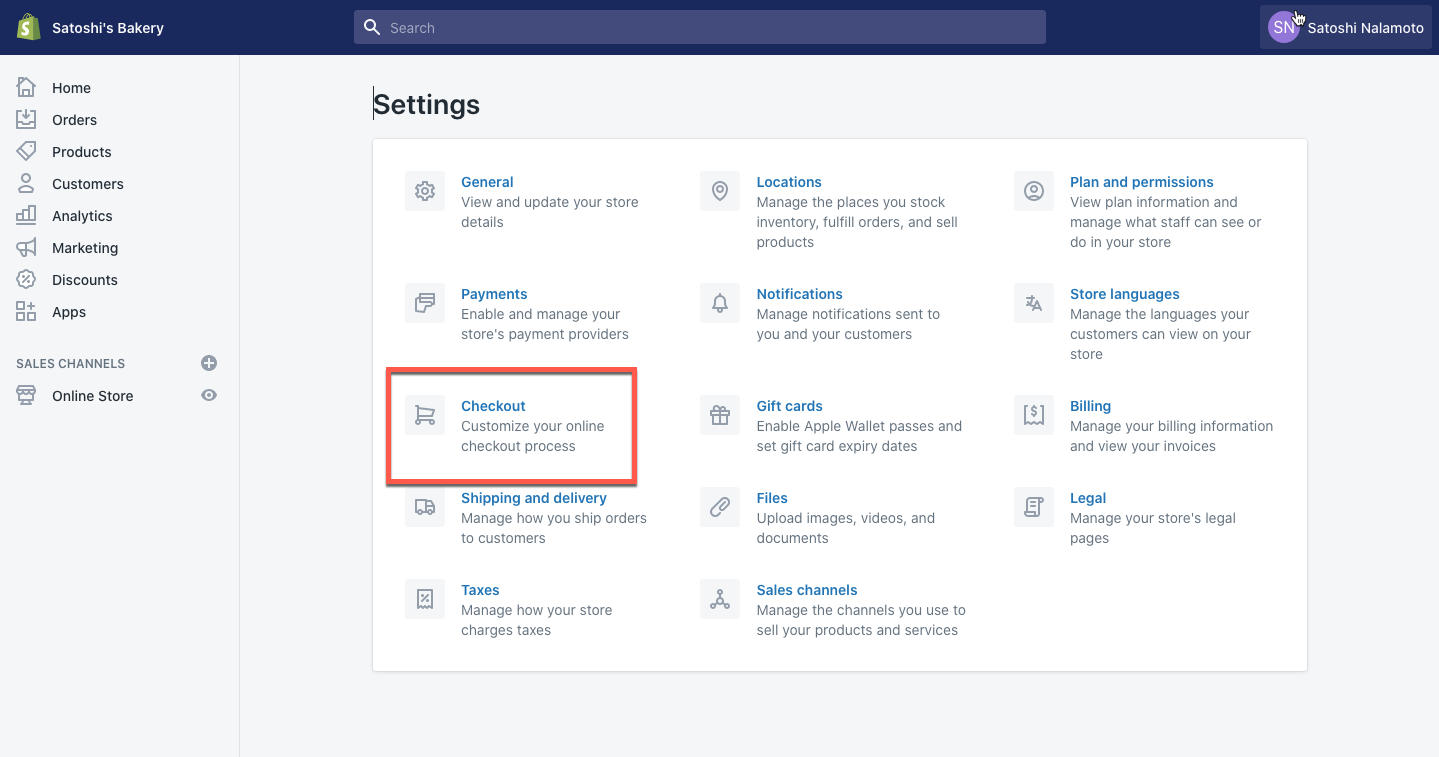 Satoshi's Bakery
Search
SN
Satoshi Nalamoto
Home
Orders
Products
Customers
Analytics
Marketing
Discounts
Apps
SALES CHANNELS
Online Store
Settings
General
View and update your store
details
Locations
Manage the places you stock
inventory, fulfill orders, and sell
products
Plan and permissions
View plan information and
manage what staff can see or
do in your store
Payments
Enable and manage your
store's payment providers
Notifications
Manage notifications sent to
you and your customers
Store languages
Manage the languages your
customers can view on your
store
Checkout
Customize your online
checkout process
Gift cards
Enable Apple Wallet passes and
set gift card expiry dates
Billing
Manage your billing information
and view your invoices
Shipping and delivery
Manage how you ship orders
to customers
Files
Upload images, videos, and
documents
Legal
Manage your store's legal
pages
Taxes
Manage how your store
charges taxes
Sales channels
Manage the channels you use to
sell your products and services